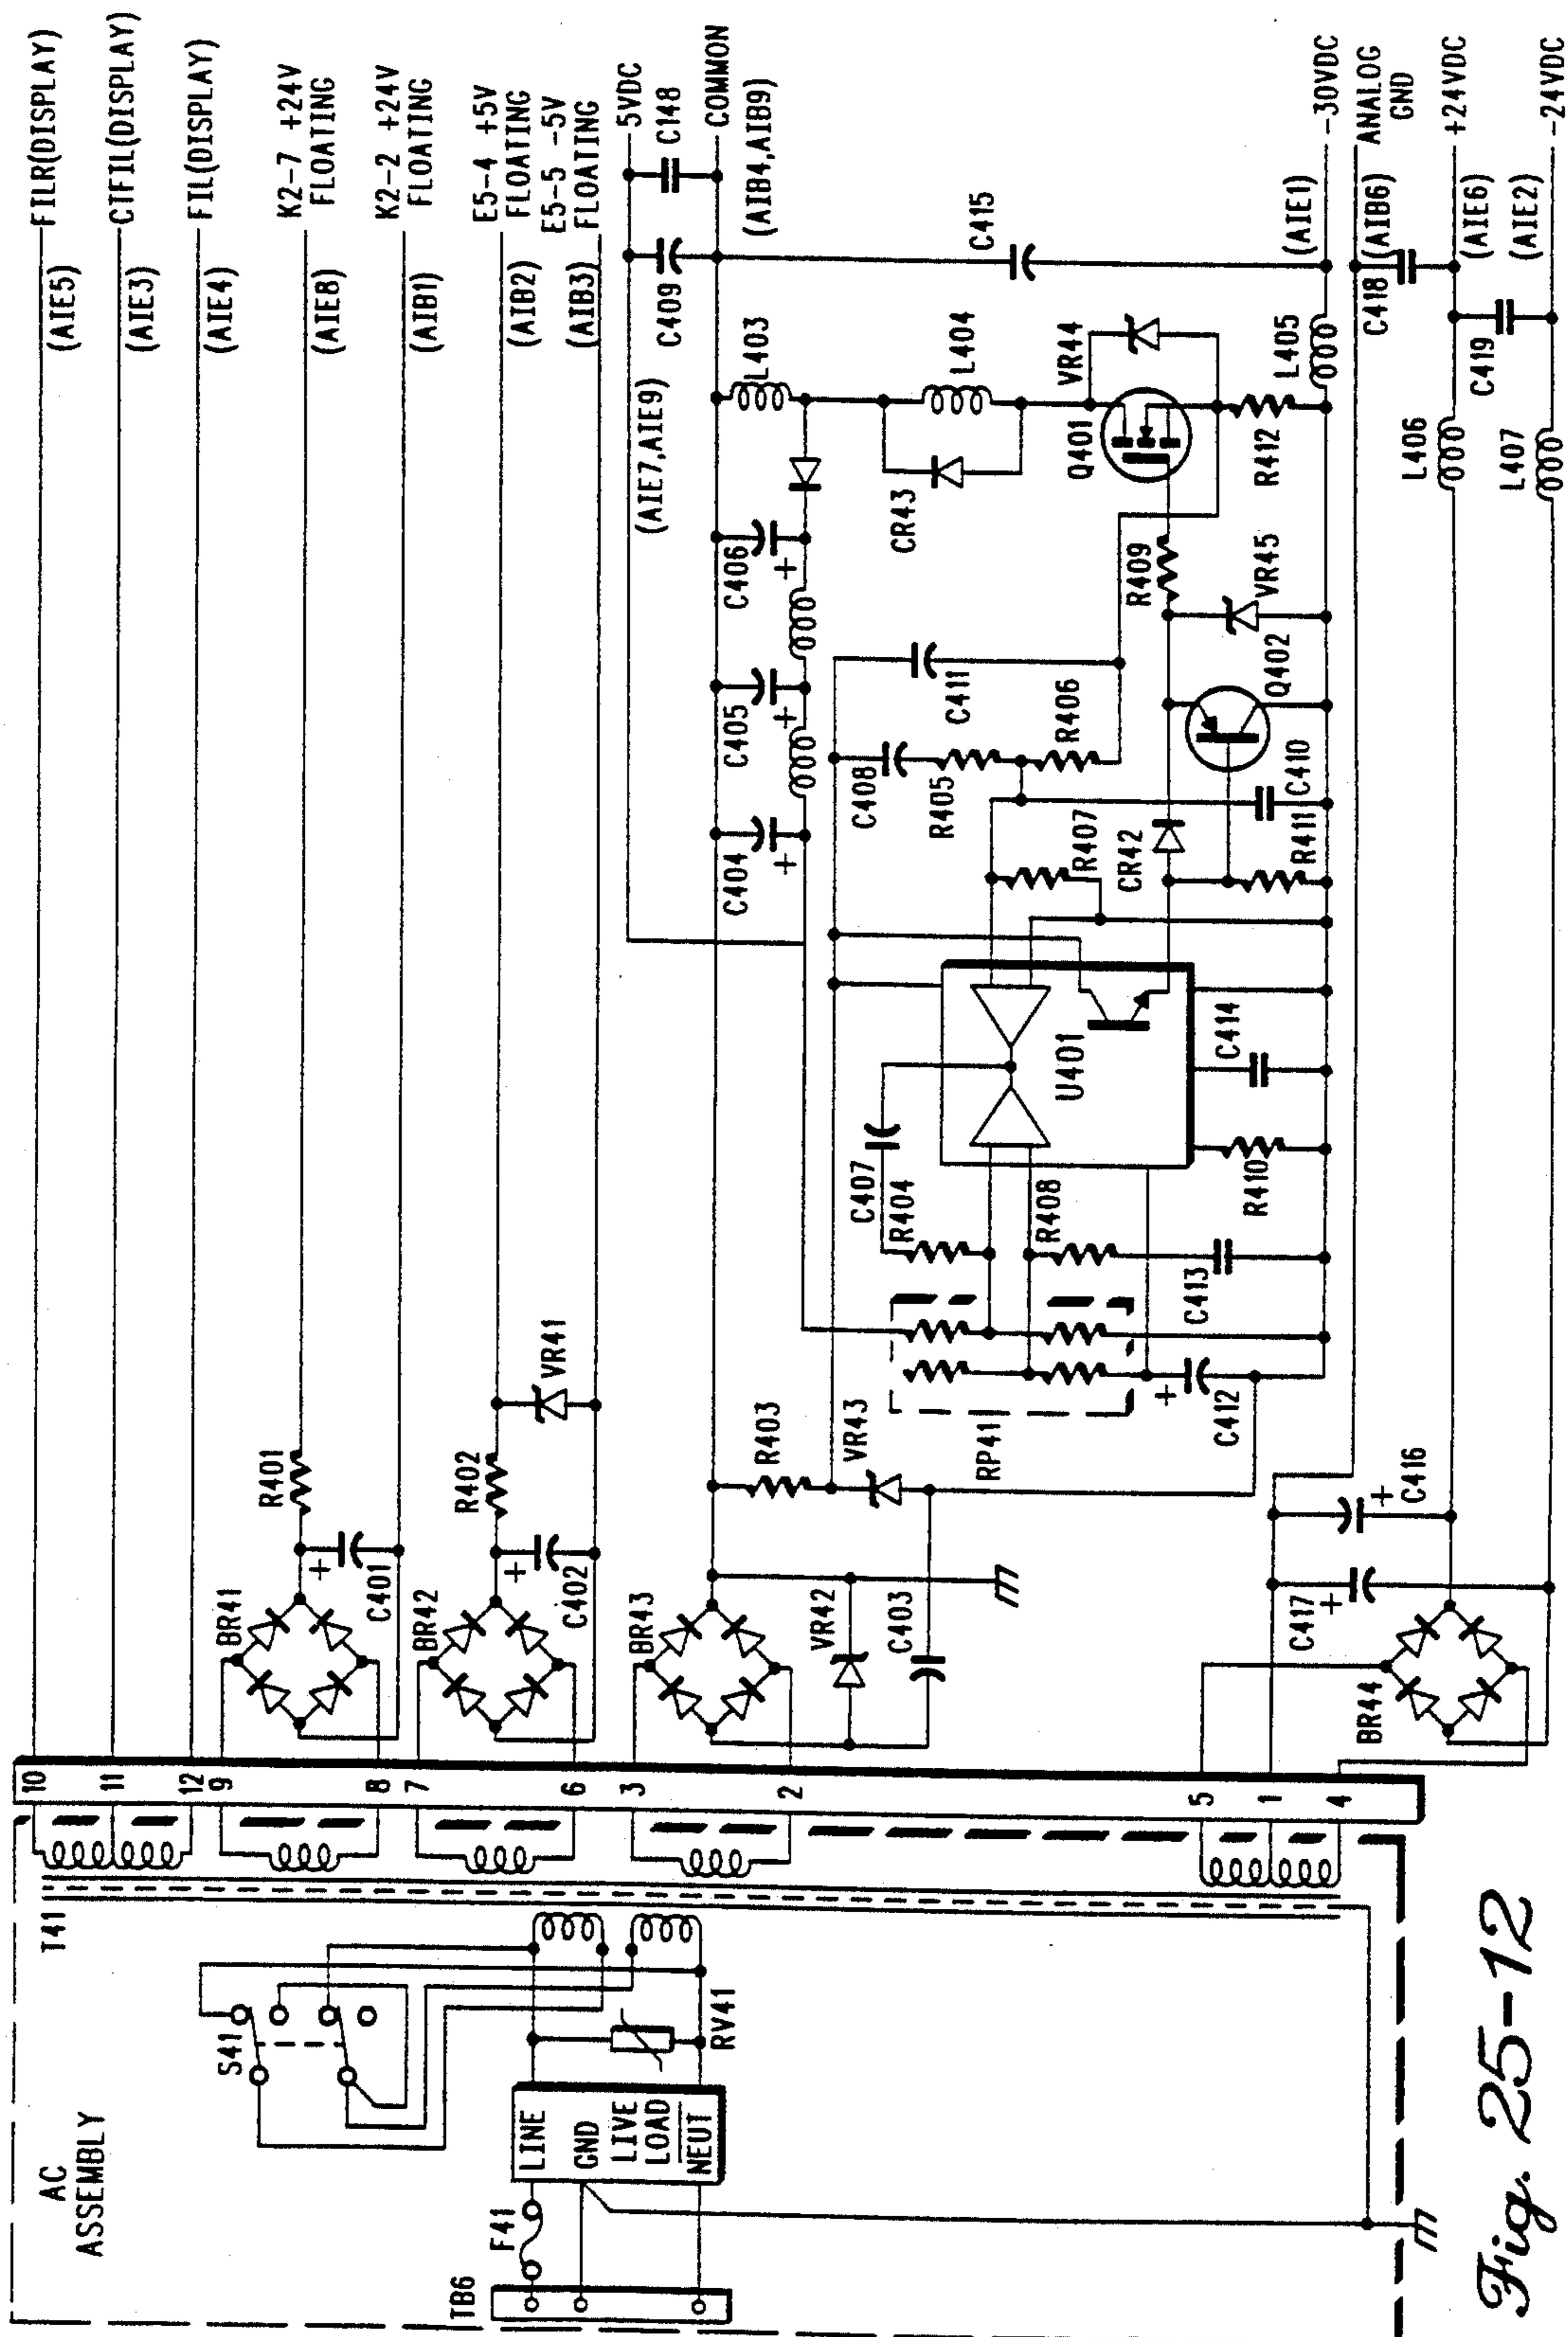 FILR(DISPLAY)
(AIE5)
CTFIL(DISPLAY)
(AIE3)
FIL(DISPLAY)
(AIE4)
K2-7 +24V
FLOATING
(AIE8)
K2-2 +24V
FLOATING
(AIB1)
E5-4 +5V
FLOATING
(AIB2)
E5-5 -5V
FLOATING
(AIB3)
5VDC
(AIE7,AIE9)
C148
C409
COMMON
(AIB4,AIB9)
C415
-30VDC
(AIE1)
ANALOG
GND
(AIB6)
C418
+24VDC
(AIE6)
C419
-24VDC
(AIE2)
L403
L404
CR43
VR44
Q401
R412
L405
L406
L407
C406
C405
C404
+
+
+
C411
C408
R405
R406
R407
R409
VR45
Q402
C410
CR42
R411
U401
C414
R410
C407
R404
R408
C413
RP41
C412
+
R403
VR43
VR42
C403
C416
+
C417
+
R401
C401
+
BR41
R402
C402
+
VR41
BR42
BR43
BR44
10
11
12
9
8
7
6
3
2
5
1
4
T41
AC
ASSEMBLY
S41
RV41
LINE
GND
LIVE
LOAD
NEUT
F41
TB6
Fig. 25-12